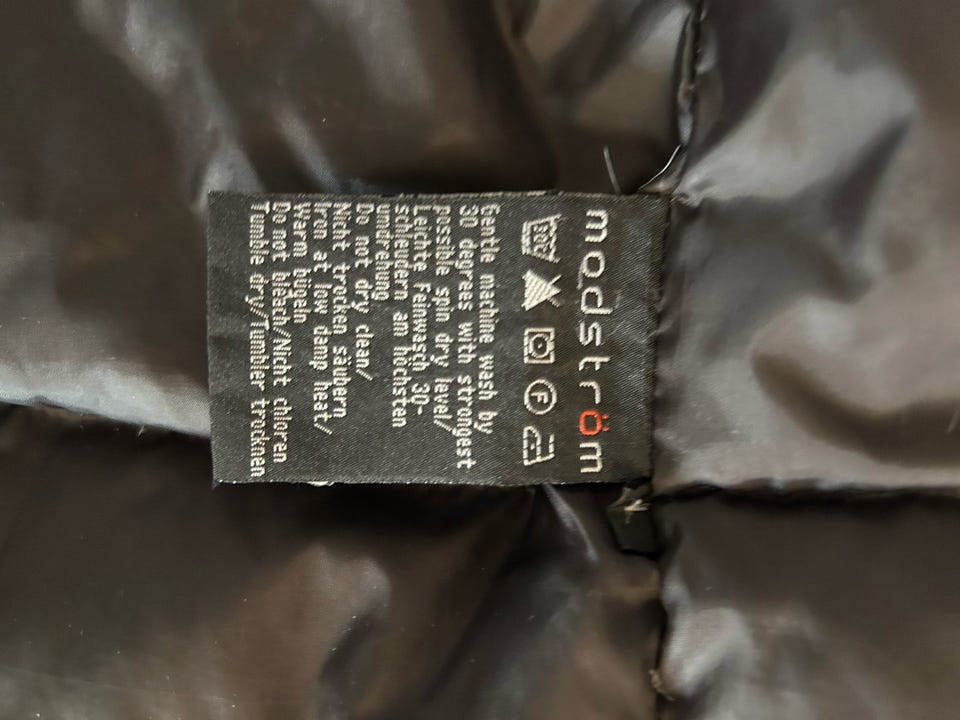 modström
Gentle machine wash by
30 degrees with strongest
possible spin dry level/
Leichte Feinwasch 30-
schleudern an höchsten
umdrehung
Do not dry clean/
Nicht trocken säubern
Iron at low damp heat/
Warm bügeln
Do not bleach/Nicht chloren
Tumble dry/Tumbler trocknen